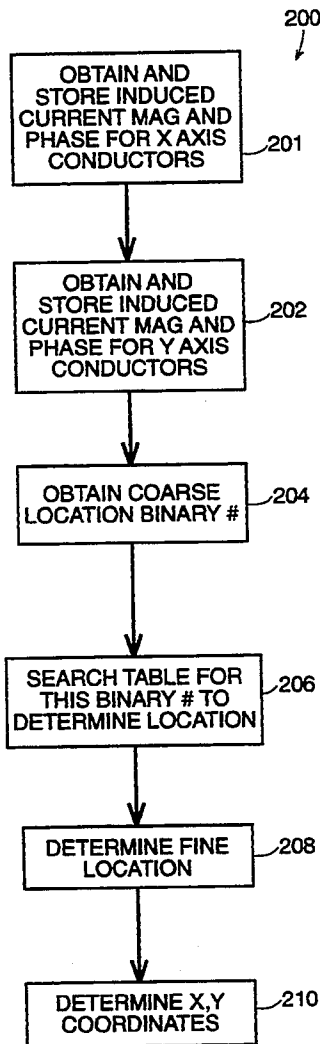 200
OBTAIN AND
STORE INDUCED
CURRENT MAG AND
PHASE FOR X AXIS
CONDUCTORS
201
OBTAIN AND
STORE INDUCED
CURRENT MAG AND
PHASE FOR Y AXIS
CONDUCTORS
202
OBTAIN COARSE
LOCATION BINARY #
204
SEARCH TABLE FOR
THIS BINARY # TO
DETERMINE LOCATION
206
DETERMINE FINE
LOCATION
208
DETERMINE X,Y
COORDINATES
210